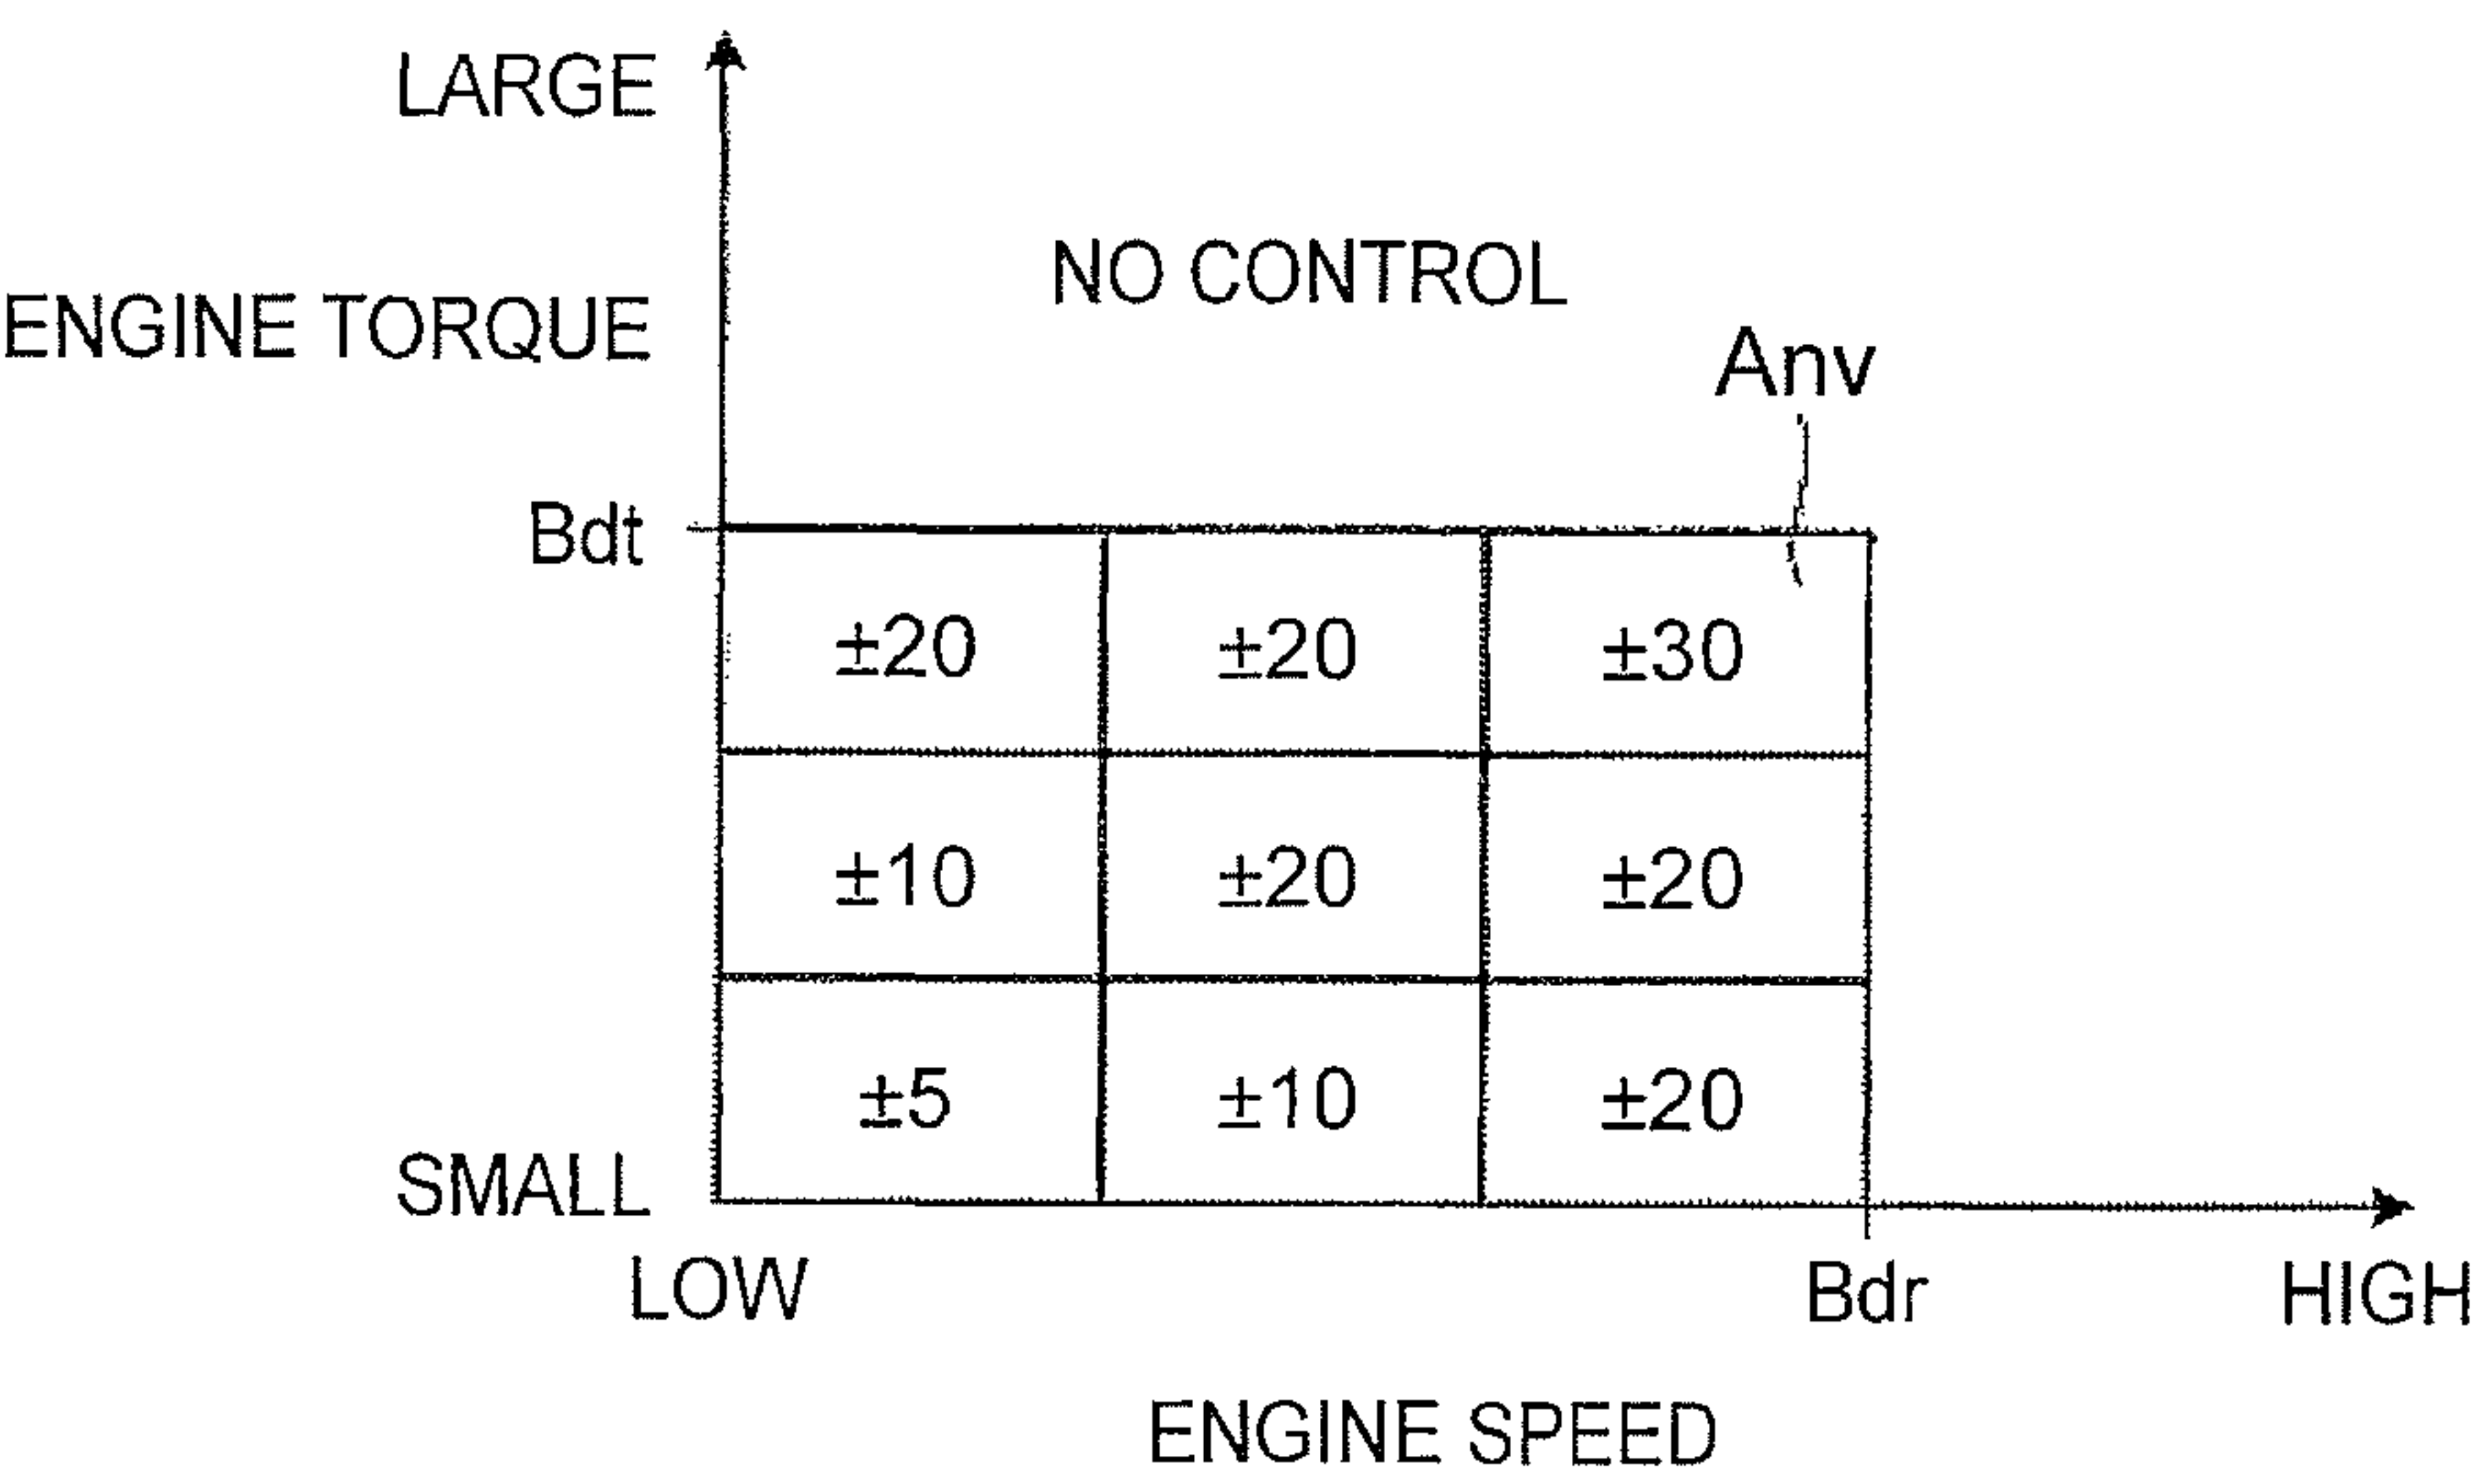 LARGE
NO CONTROL
ENGINE TORQUE
Anv
Bdt
±20 ±20 ±30
±10 ±20 ±20
±5 ±10 ±20
SMALL
LOW Bdr HIGH
ENGINE SPEED